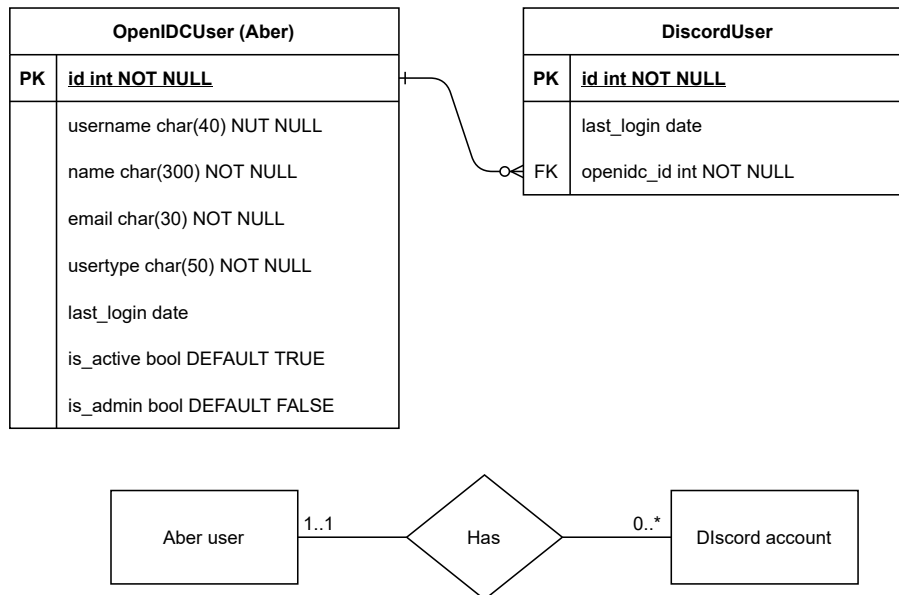 OpenIDCUser (Aber)
PK id int NOT NULL
username char(40) NUT NULL
name char(300) NOT NULL
email char(30) NOT NULL
usertype char(50) NOT NULL
last_login date
is_active bool DEFAULT TRUE
is_admin bool DEFAULT FALSE
DiscordUser
PK id int NOT NULL
last_login date
FK openidc_id int NOT NULL
Aber user
1..1
Has
0..*
DIscord account